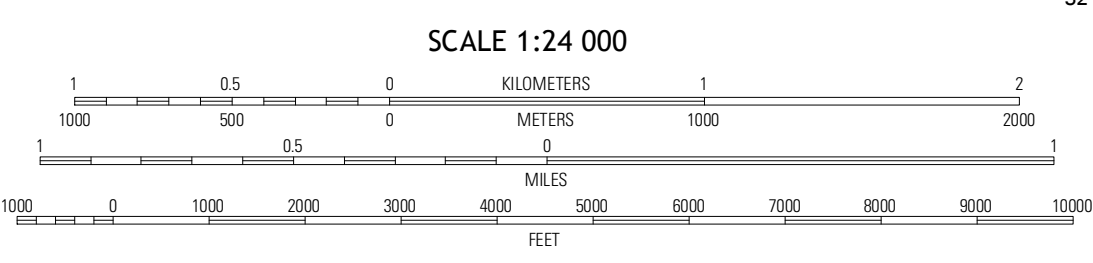 SCALE 1:24 000
1 0.5 0 KILOMETERS 1 2
1000 500 0 METERS 1000 2000
1 0.5 0 1
MILES
1000 0 1000 2000 3000 4000 5000 6000 7000 8000 9000 10000
FEET